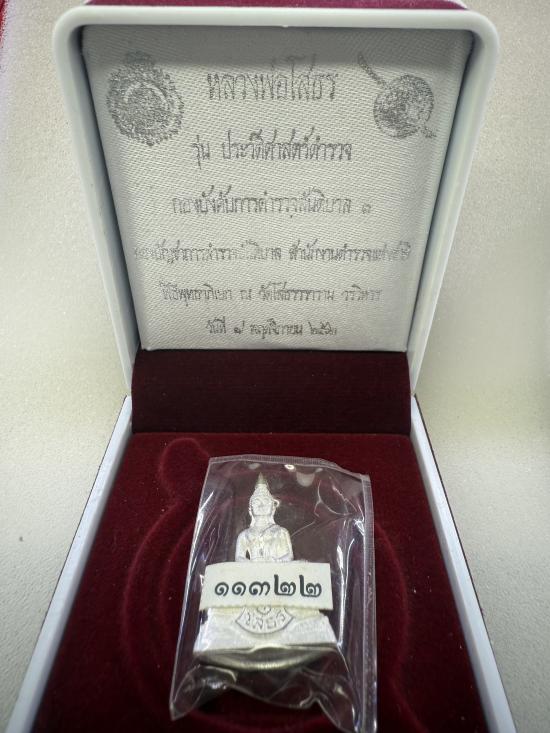 หลวงพ่อโสธร
รุ่น ประวัติศาสตร์ตำรวจ
กองบังคับการตำรวจสันติบาล ๑
กองบัญชาการตำรวจสันติบาล สำนักงานตำรวจแห่งชาติ
พิธีพุทธาภิเษก ณ วัดโสธรวราราม วรวิหาร
วันที่ ๙ พฤศจิกายน
๑๑๓๒๒
โสธร